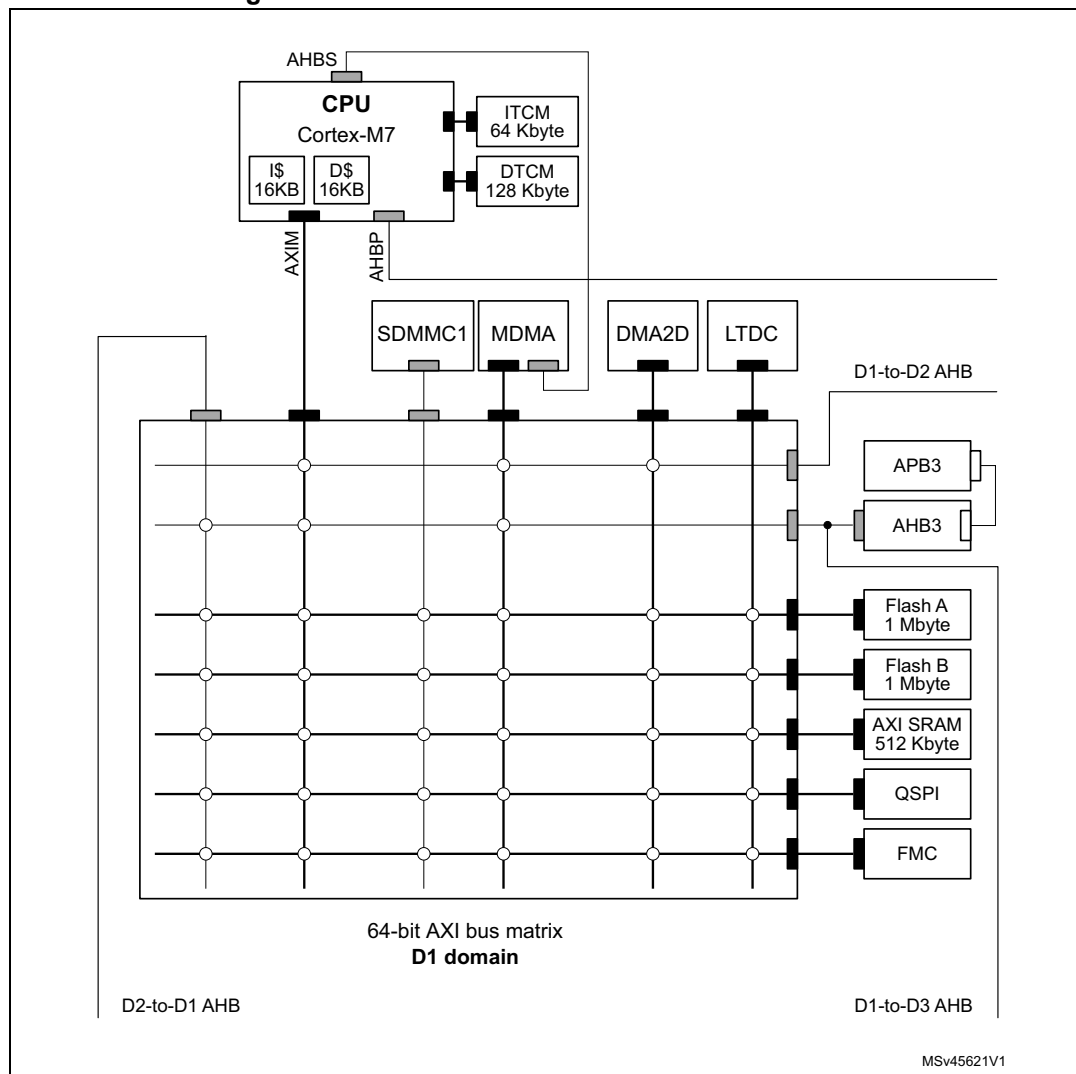 AHBS
CPU
Cortex-M7
I$
16KB
D$
16KB
ITCM
64 Kbyte
DTCM
128 Kbyte
AXIM
AHBP
SDMMC1
MDMA
DMA2D
LTDC
D1-to-D2 AHB
APB3
AHB3
Flash A
1 Mbyte
Flash B
1 Mbyte
AXI SRAM
512 Kbyte
QSPI
FMC
64-bit AXI bus matrix
D1 domain
D2-to-D1 AHB
D1-to-D3 AHB
MSv45621V1